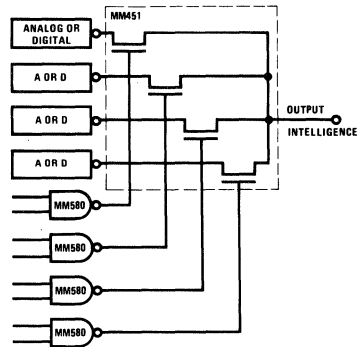 MM451
ANALOG OR
DIGITAL
A OR D
A OR D
A OR D
OUTPUT
INTELLIGENCE
MM580
MM580
MM580
MM580